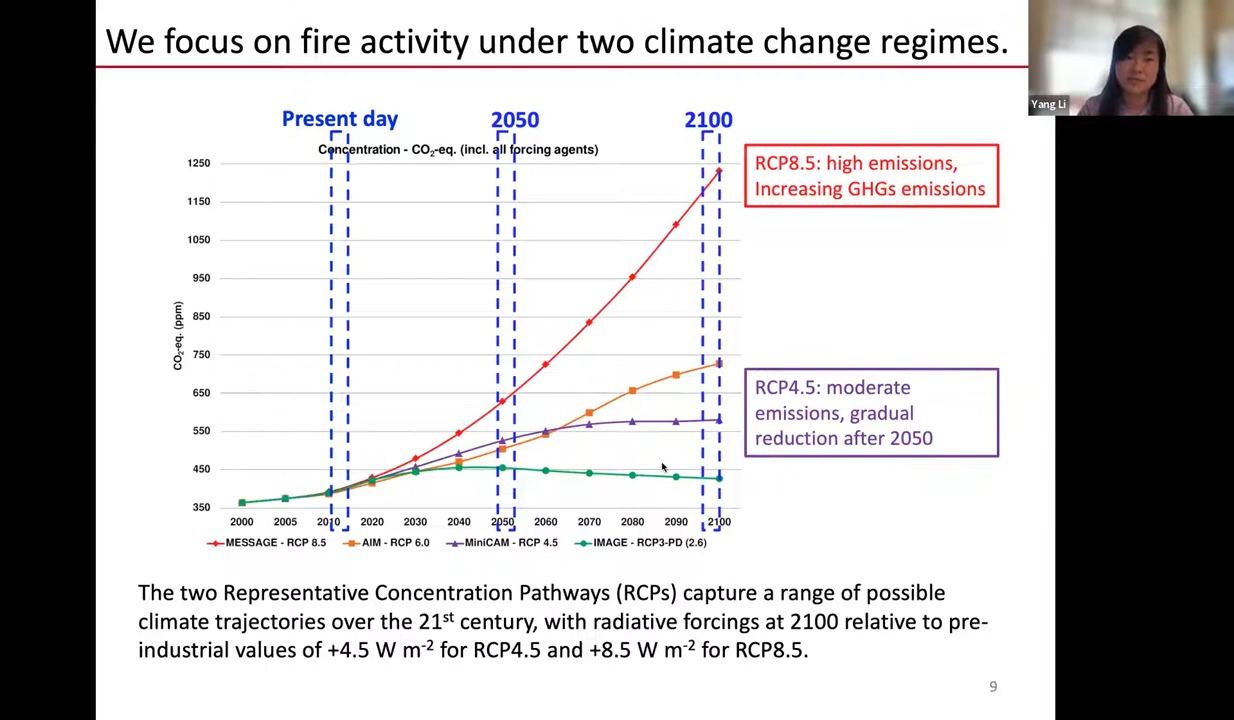 We focus on fire activity under two climate change regimes.
Yang Li
Present day
2050
2100
Concentration - CO₂-eq. (incl. all forcing agents)
RCP8.5: high emissions,
Increasing GHGs emissions
1250
1150
1050
950
850
750
650
550
450
350
CO₂-eq. (ppm)
RCP4.5: moderate
emissions, gradual
reduction after 2050
2000 2005 2010 2020 2030 2040 2050 2060 2070 2080 2090 2100
MESSAGE - RCP 8.5 AIM - RCP 6.0 MiniCAM - RCP 4.5 IMAGE - RCP3-PD (2.6)
The two Representative Concentration Pathways (RCPs) capture a range of possible
climate trajectories over the 21st century, with radiative forcings at 2100 relative to pre-
industrial values of +4.5 W m⁻² for RCP4.5 and +8.5 W m⁻² for RCP8.5.
9